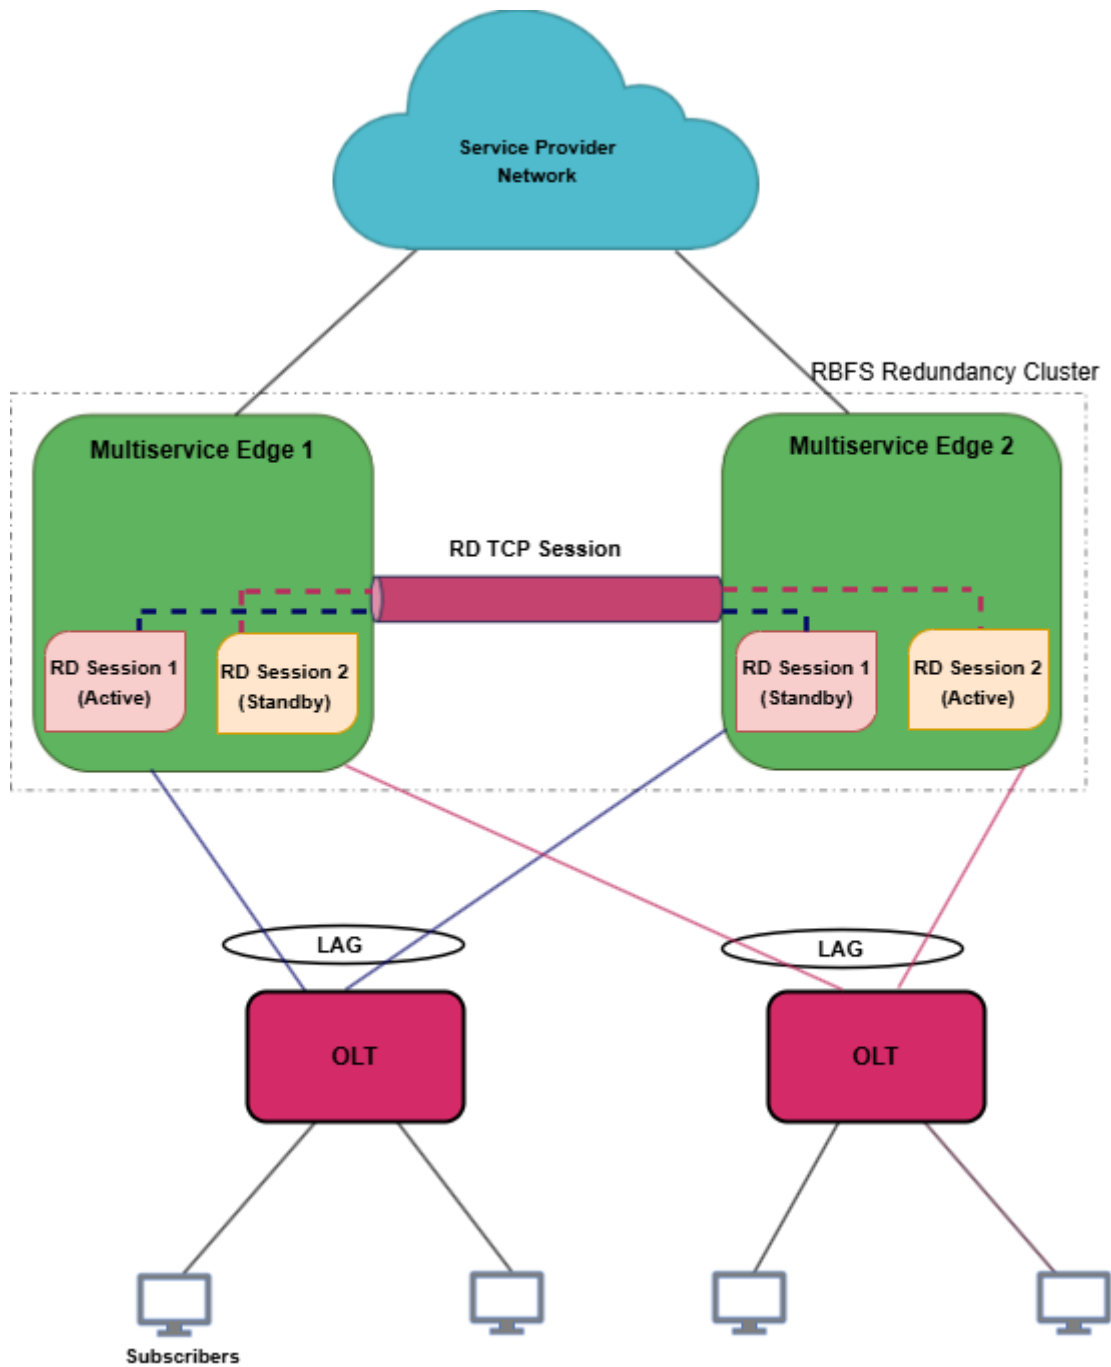 Service Provider
Network
RBFS Redundancy Cluster
Multiservice Edge 1
Multiservice Edge 2
RD TCP Session
RD Session 1
(Active)
RD Session 2
(Standby)
RD Session 1
(Standby)
RD Session 2
(Active)
LAG
LAG
OLT
OLT
Subscribers